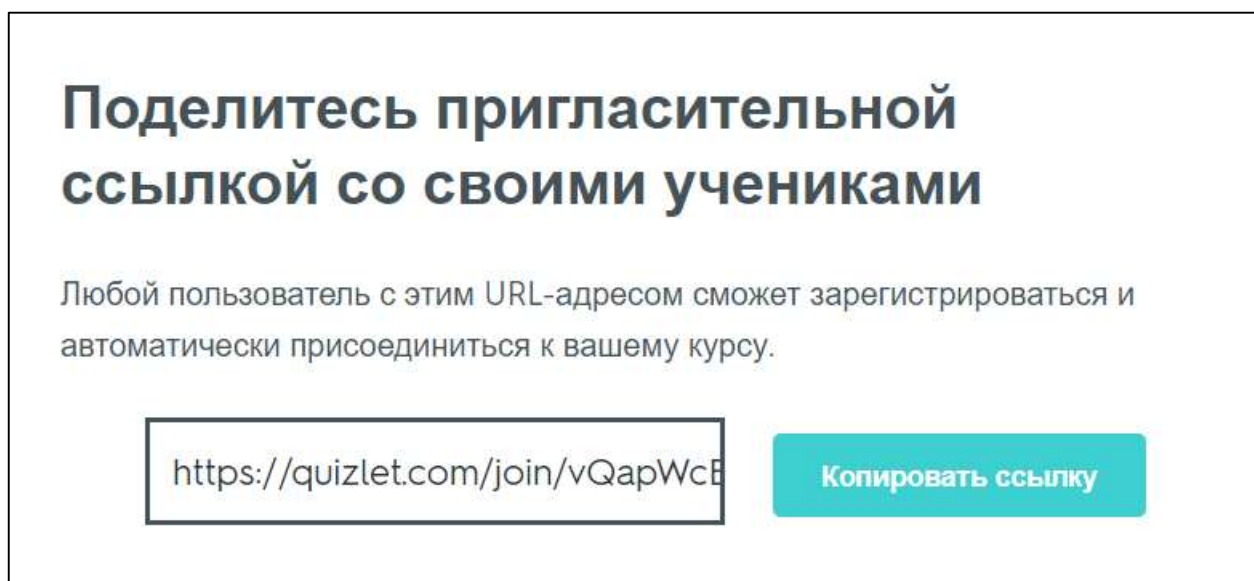 Поделитесь пригласительной
ссылкой со своими учениками
Любой пользователь с этим URL-адресом сможет зарегистрироваться и
автоматически присоединиться к вашему курсу.
https://quizlet.com/join/vQapWcE
Копировать ссылку